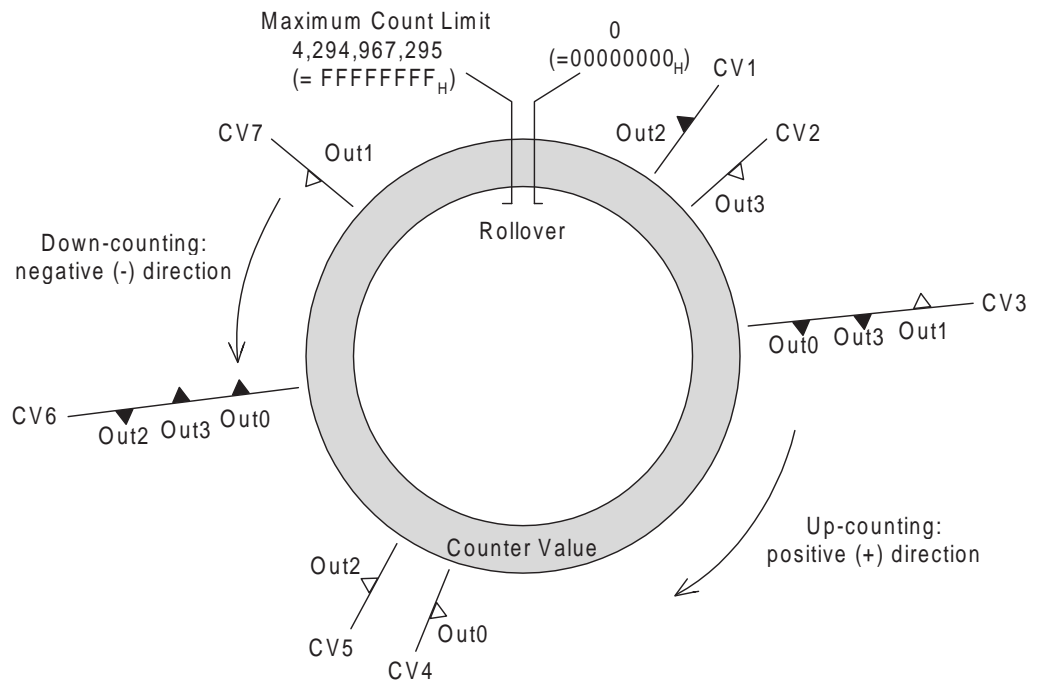 Maximum Count Limit
4,294,967,295
(= FFFFFFFFH)
0
(=00000000H)
CV1
Out2
CV2
Out3
CV7
Out1
Rollover
Down-counting:
negative (-) direction
CV3
Out0
Out3
Out1
CV6
Out2
Out3
Out0
Up-counting:
positive (+) direction
Counter Value
Out2
CV5
Out0
CV4